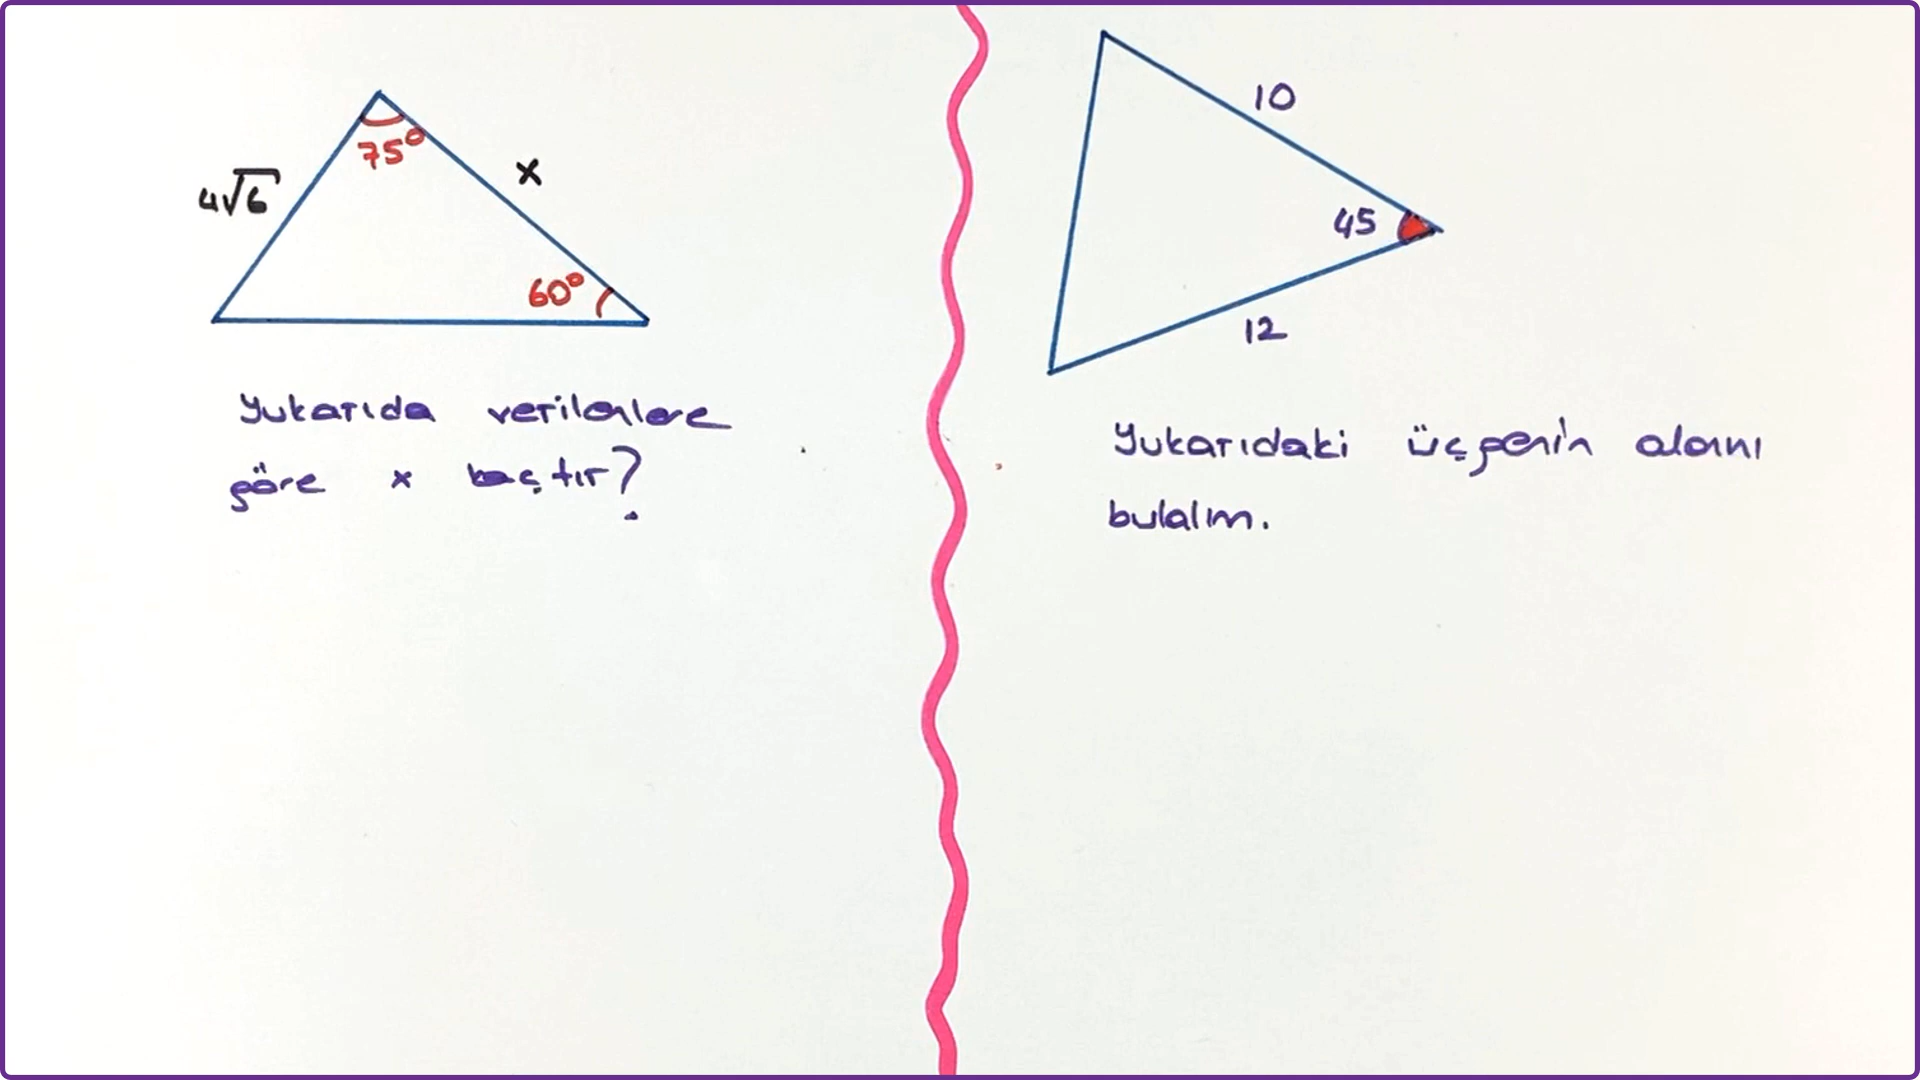 75°
4√6
x
60°
Yukarıda verilenlere
göre x kaçtır?
10
45
12
Yukarıdaki üçgenin alanı
bulalım.